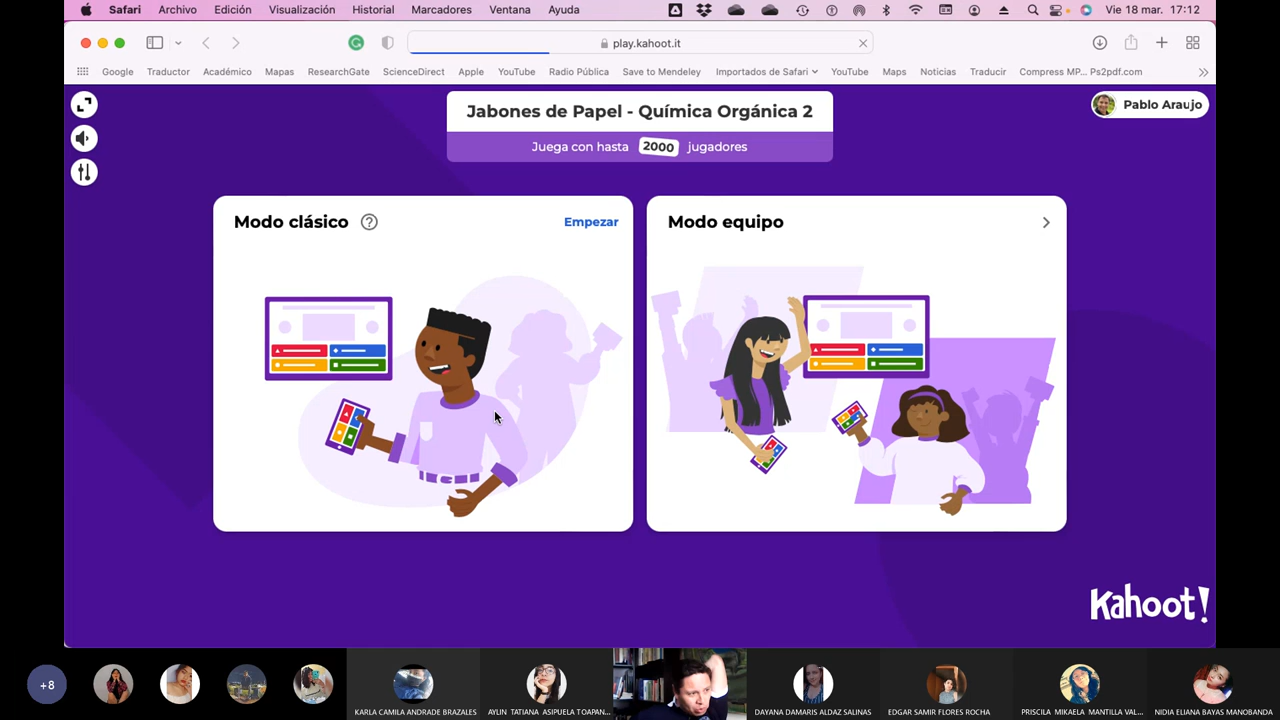 Safari Archivo Edición Visualización Historial Marcadores Ventana Ayuda Vie 18 mar. 17:12
play.kahoot.it
Google Traductor Académico Mapas ResearchGate ScienceDirect Apple YouTube Radio Pública Save to Mendeley Importados de Safari YouTube Maps Noticias Traducir Compress MP... Ps2pdf.com
Jabones de Papel - Química Orgánica 2
Juega con hasta 2000 jugadores
Pablo Araujo
Modo clásico ? Empezar
Modo equipo
Kahoot!
+8
KARLA CAMILA ANDRADE BRAZALES
AYLIN TATIANA ASIPUELA TOAPAN...
DAYANA DAMARIS ALDAZ SALINAS
EDGAR SAMIR FLORES ROCHA
PRISCILA MIKAELA MANTILLA VAL...
NIDIA ELIANA BAYAS MANOBANDA